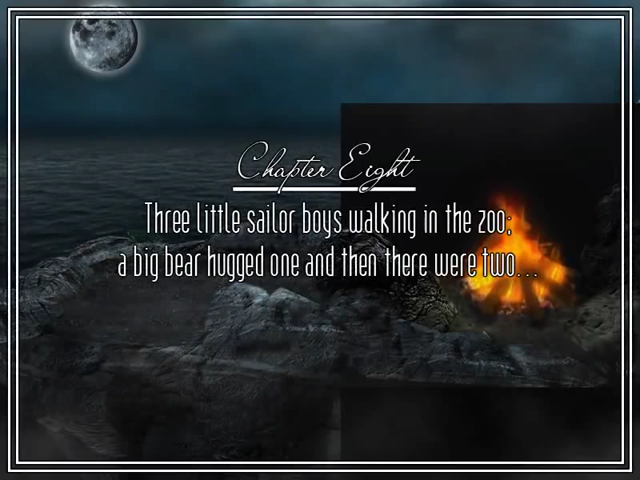 Chapter Eight
Three little sailor boys walking in the zoo;
a big bear hugged one and then there were two...